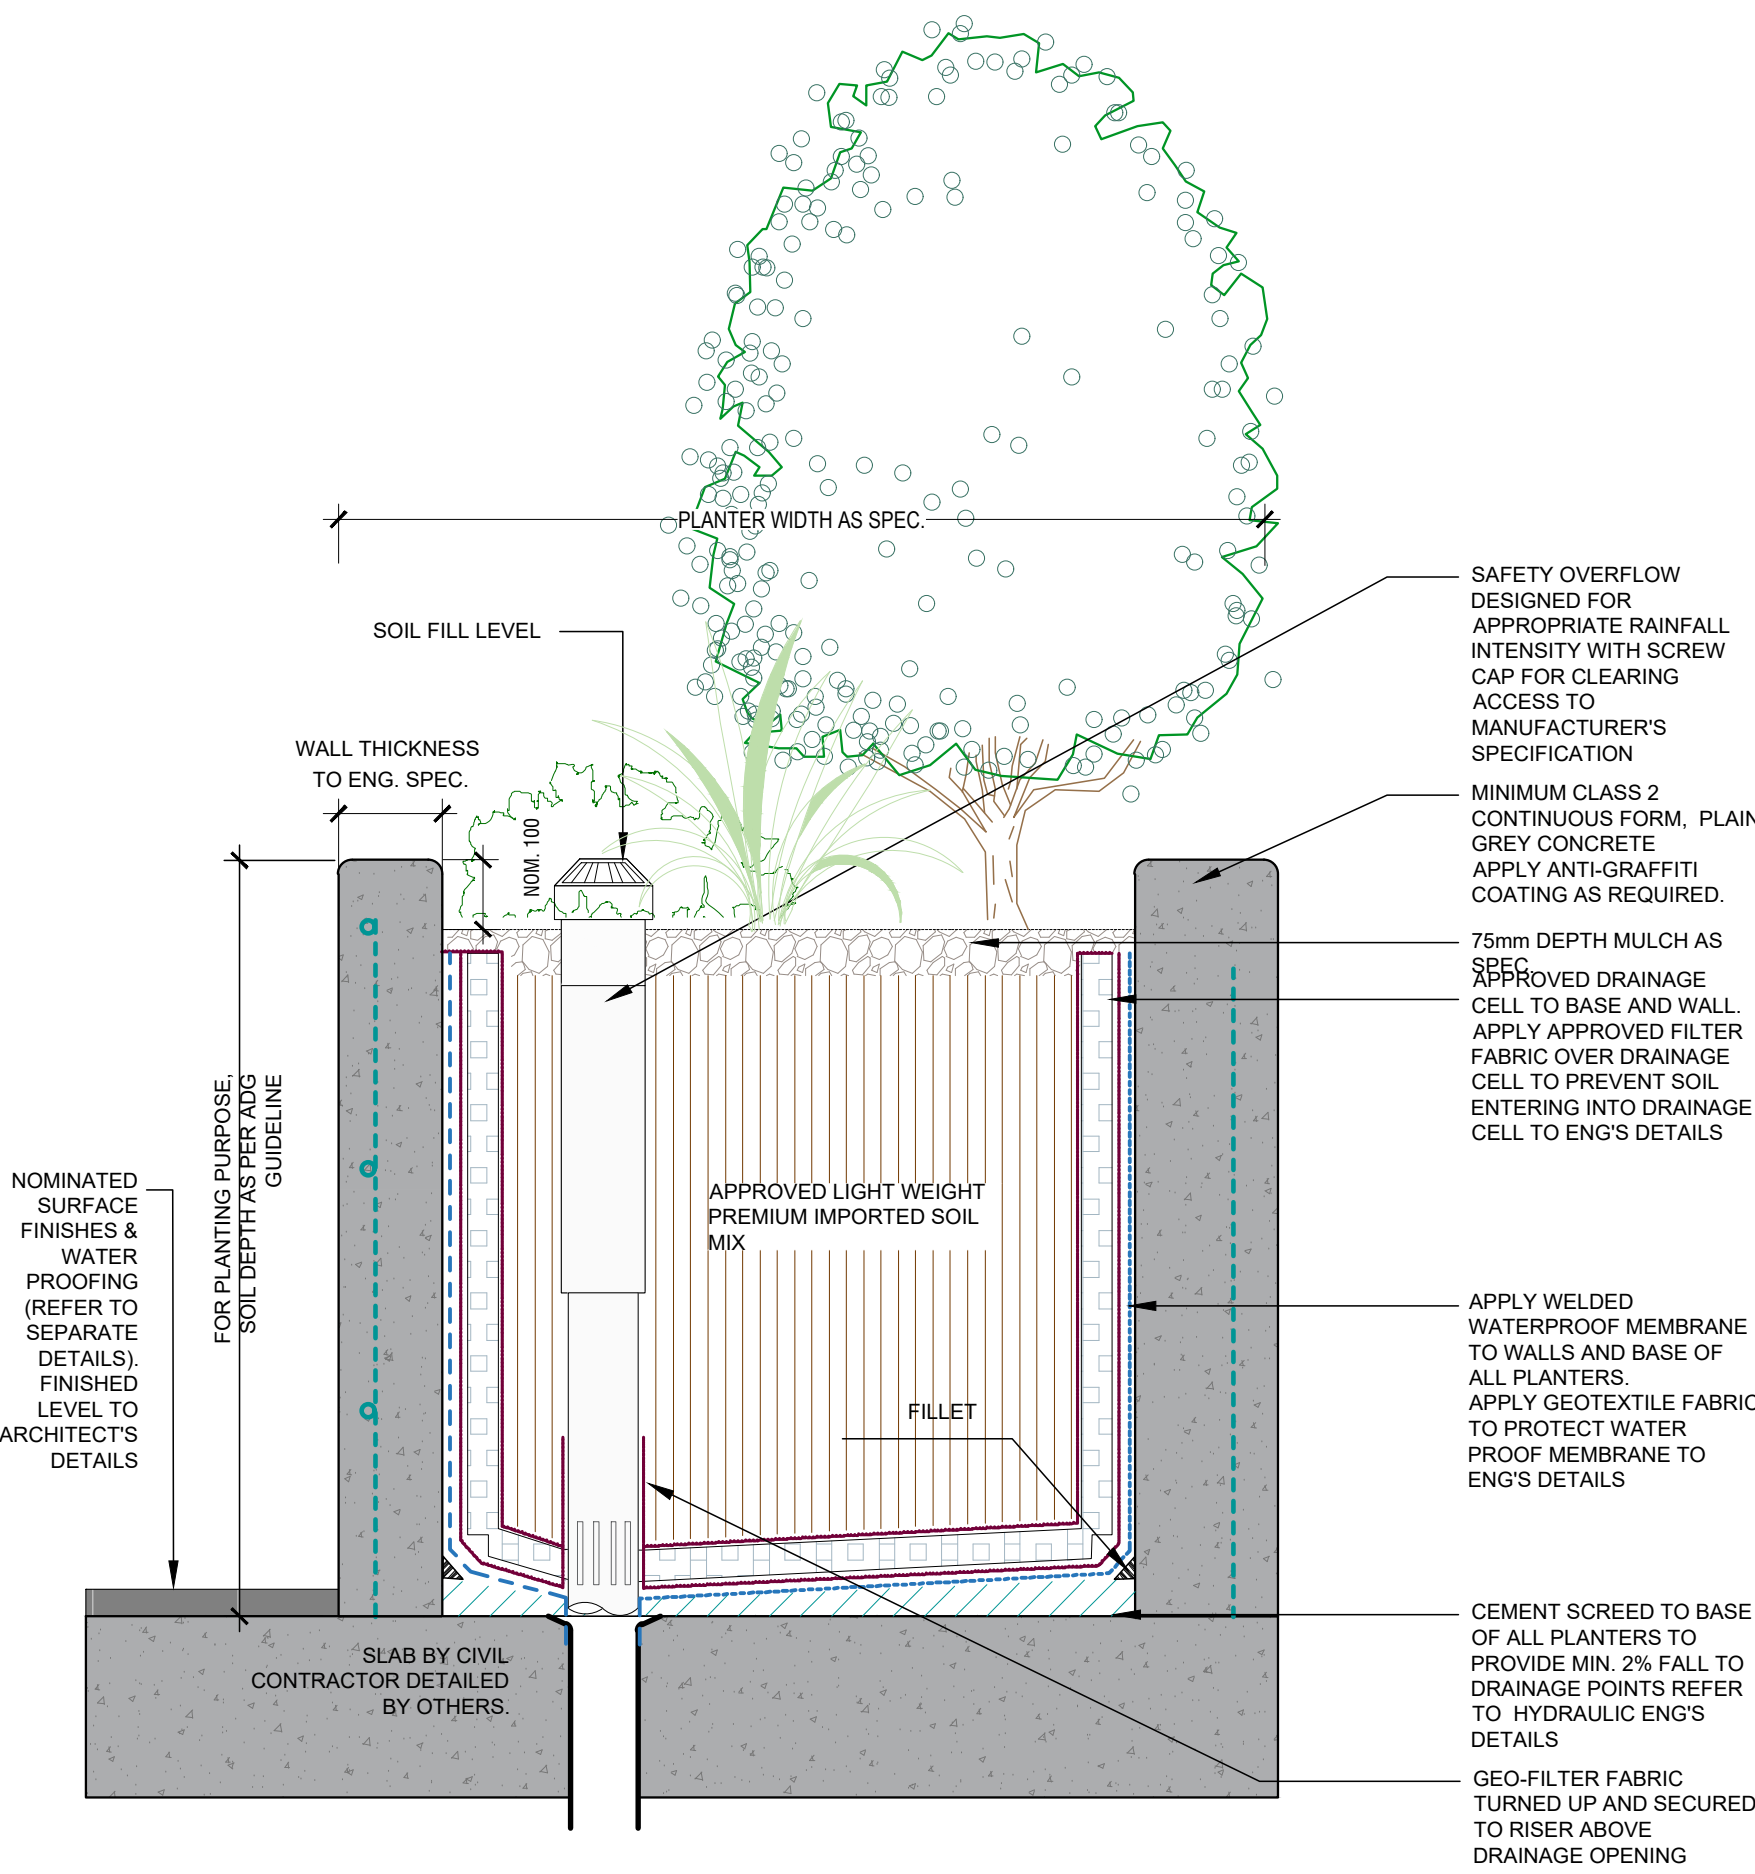 PLANTER WIDTH AS SPEC.
SOIL FILL LEVEL
WALL THICKNESS
TO ENG. SPEC.
NOM. 100
FOR PLANTING PURPOSE,
SOIL DEPTH AS PER ADG
GUIDELINE
NOMINATED
SURFACE
FINISHES &
WATER
PROOFING
(REFER TO
SEPARATE
DETAILS).
FINISHED
LEVEL TO
ARCHITECT'S
DETAILS
APPROVED LIGHT WEIGHT
PREMIUM IMPORTED SOIL
MIX
FILLET
SLAB BY CIVIL
CONTRACTOR DETAILED
BY OTHERS.
SAFETY OVERFLOW
DESIGNED FOR
APPROPRIATE RAINFALL
INTENSITY WITH SCREW
CAP FOR CLEARING
ACCESS TO
MANUFACTURER'S
SPECIFICATION
MINIMUM CLASS 2
CONTINUOUS FORM, PLAIN
GREY CONCRETE
APPLY ANTI-GRAFFITI
COATING AS REQUIRED.
75mm DEPTH MULCH AS
SPEC.
APPROVED DRAINAGE
CELL TO BASE AND WALL.
APPLY APPROVED FILTER
FABRIC OVER DRAINAGE
CELL TO PREVENT SOIL
ENTERING INTO DRAINAGE
CELL TO ENG'S DETAILS
APPLY WELDED
WATERPROOF MEMBRANE
TO WALLS AND BASE OF
ALL PLANTERS.
APPLY GEOTEXTILE FABRIC
TO PROTECT WATER
PROOF MEMBRANE TO
ENG'S DETAILS
CEMENT SCREED TO BASE
OF ALL PLANTERS TO
PROVIDE MIN. 2% FALL TO
DRAINAGE POINTS REFER
TO HYDRAULIC ENG'S
DETAILS
GEO-FILTER FABRIC
TURNED UP AND SECURED
TO RISER ABOVE
DRAINAGE OPENING